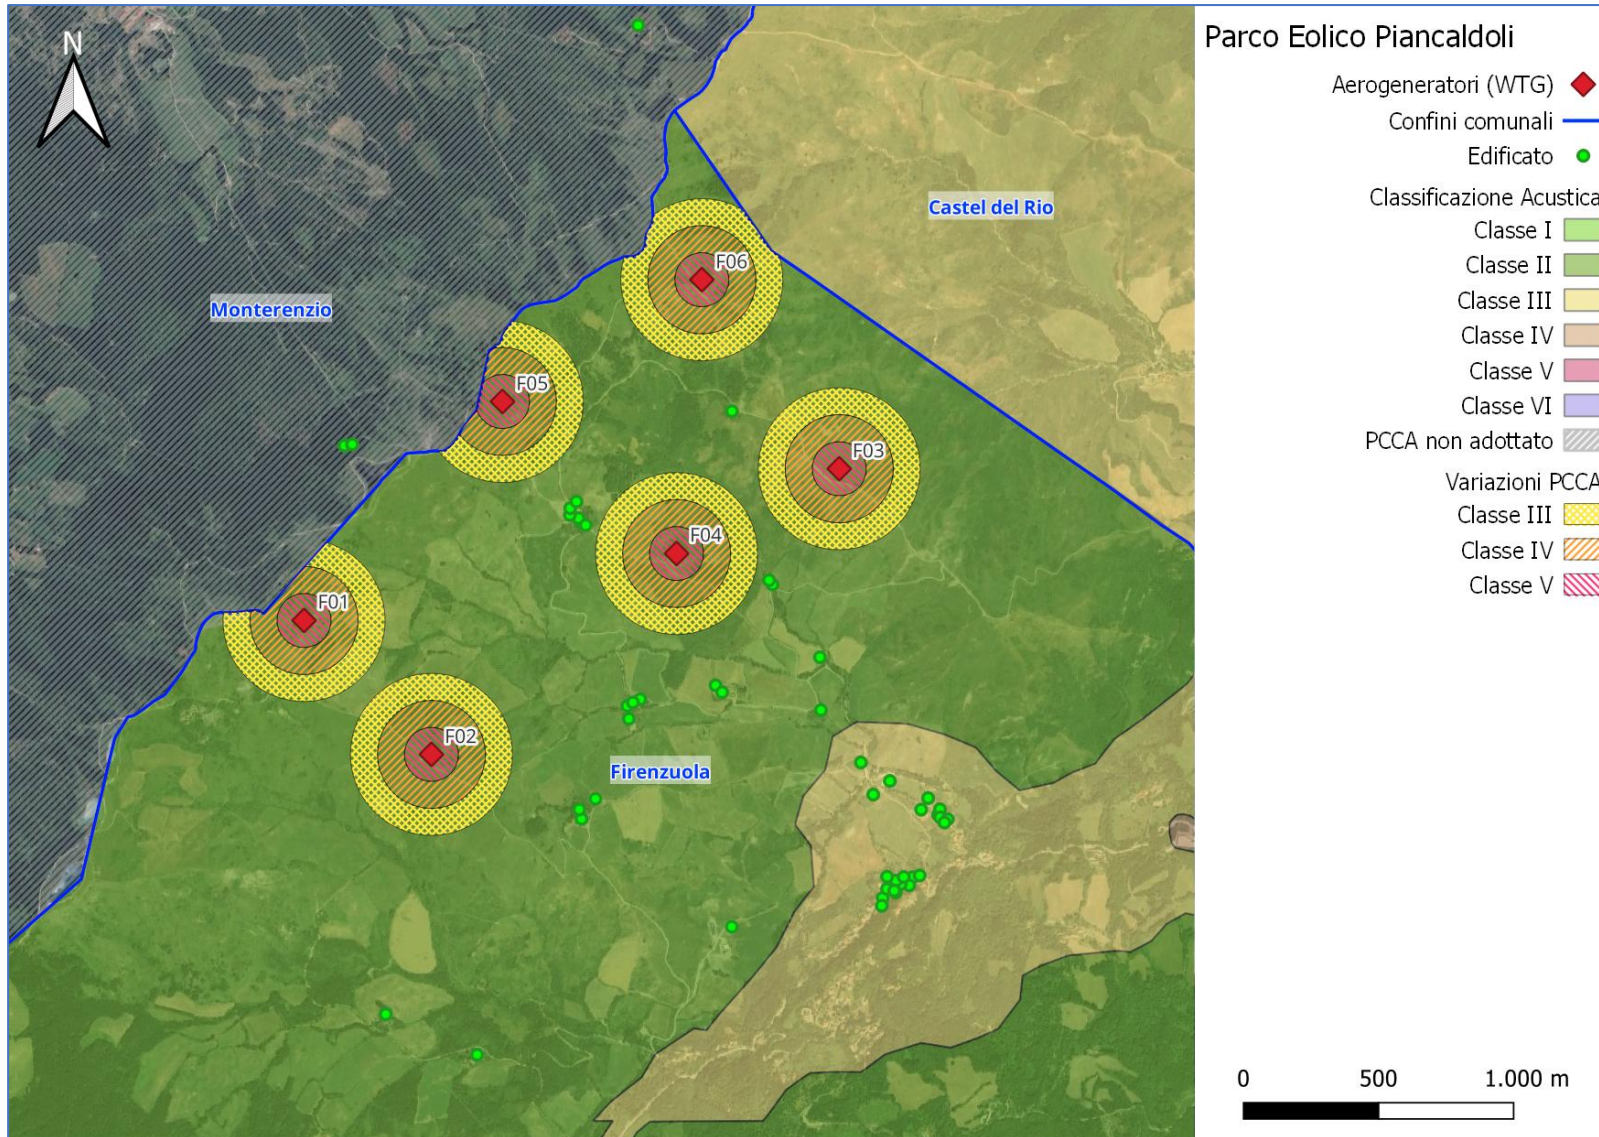 N
Monterenzio
Castel del Rio
F06
F05
F03
F04
F01
F02
Firenzuola
Parco Eolico Piancaldoli
Aerogeneratori (WTG)
Confini comunali
Edificato
Classificazione Acustica
Classe I
Classe II
Classe III
Classe IV
Classe V
Classe VI
PCCA non adottato
Variazioni PCCA
Classe III
Classe IV
Classe V
0 500 1.000 m